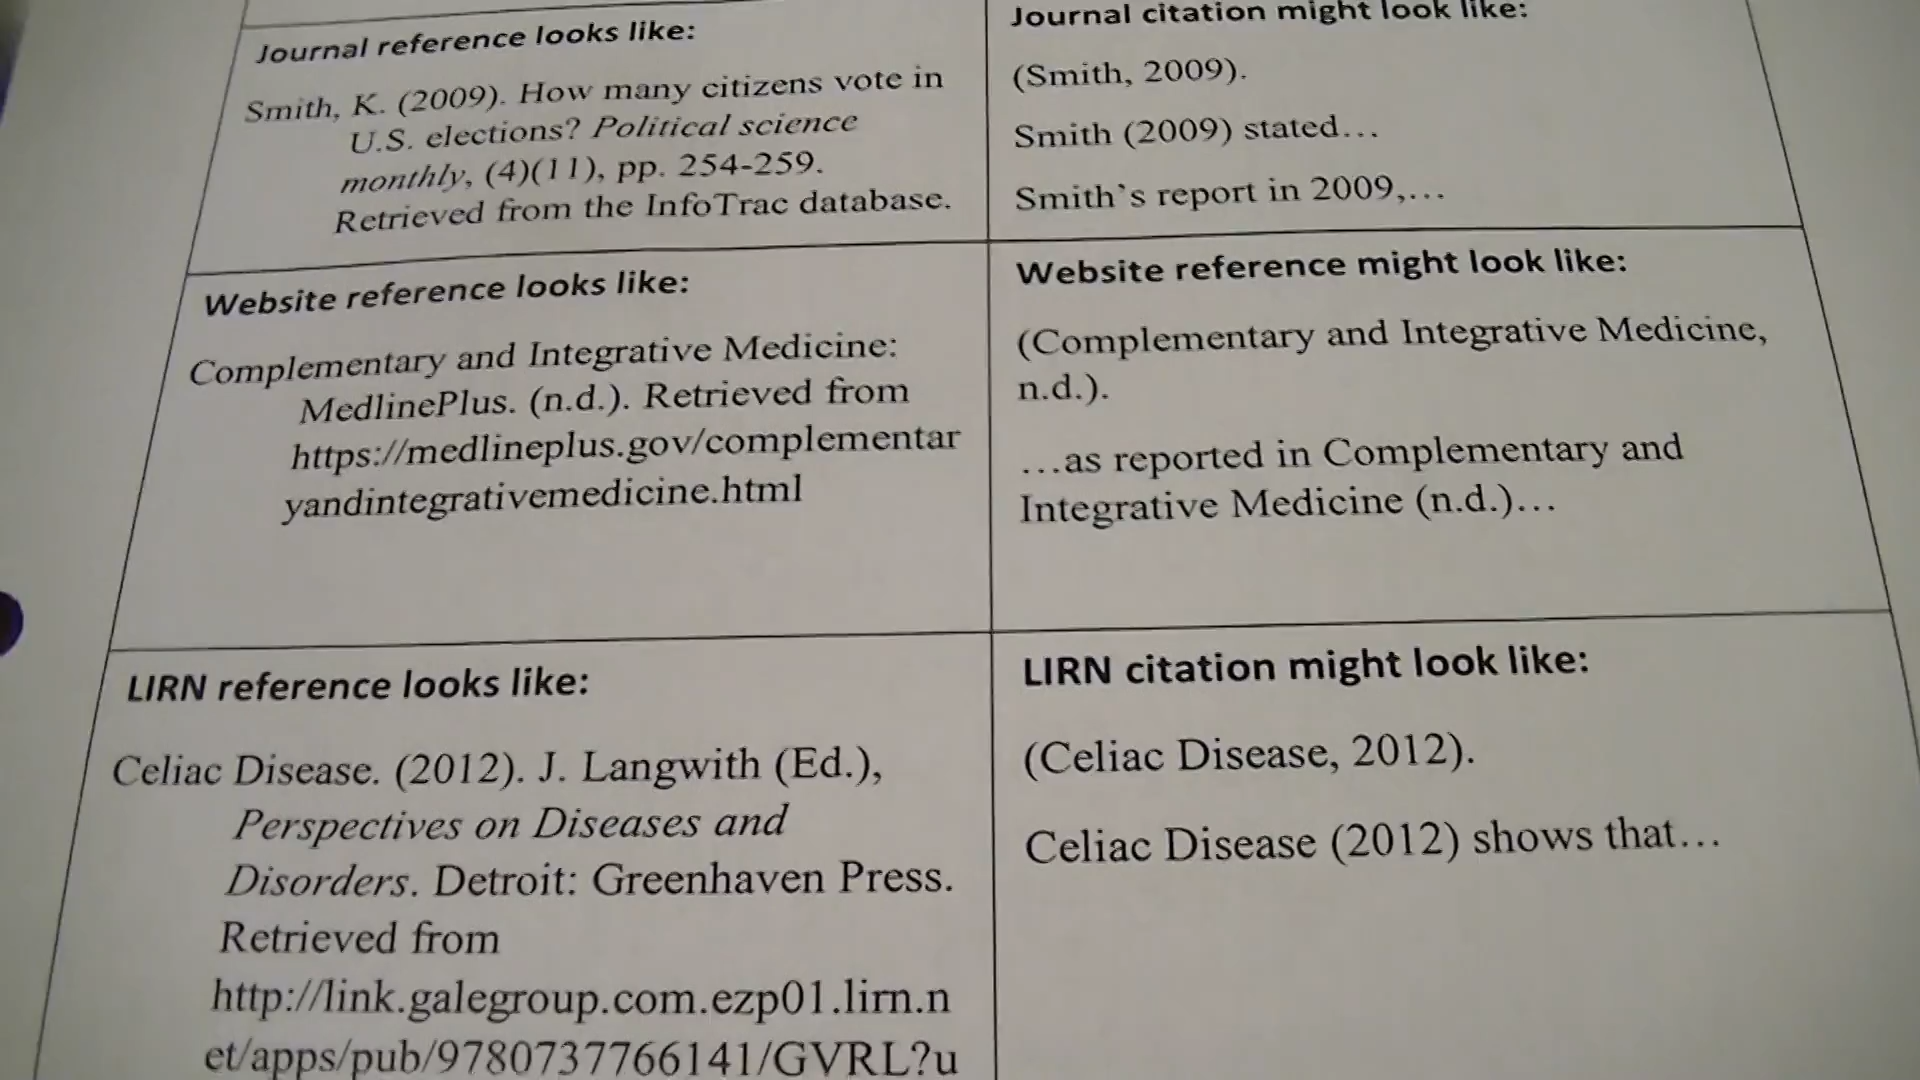 Journal reference looks like:
Smith, K. (2009). How many citizens vote in
U.S. elections? Political science
monthly, (4)(11), pp. 254-259.
Retrieved from the InfoTrac database.
Journal citation might look like:
(Smith, 2009).
Smith (2009) stated…
Smith's report in 2009,…
Website reference looks like:
Complementary and Integrative Medicine:
MedlinePlus. (n.d.). Retrieved from
https://medlineplus.gov/complementar
yandintegrativemedicine.html
Website reference might look like:
(Complementary and Integrative Medicine,
n.d.).
…as reported in Complementary and
Integrative Medicine (n.d.)…
LIRN reference looks like:
Celiac Disease. (2012). J. Langwith (Ed.),
Perspectives on Diseases and
Disorders. Detroit: Greenhaven Press.
Retrieved from
http://link.galegroup.com.ezp01.lirn.n
et/apps/pub/9780737766141/GVRL?u
LIRN citation might look like:
(Celiac Disease, 2012).
Celiac Disease (2012) shows that…